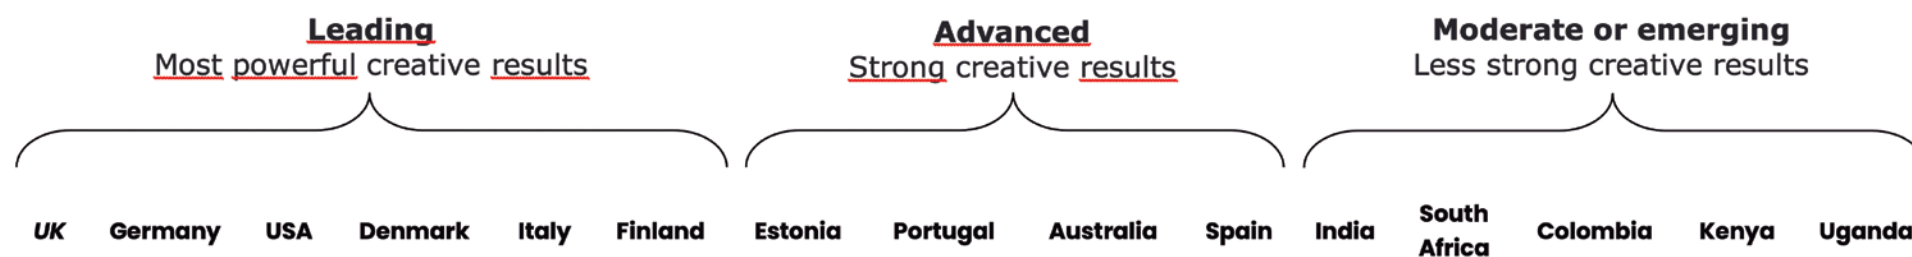 Leading
Most powerful creative results
Advanced
Strong creative results
Moderate or emerging
Less strong creative results
UK Germany USA Denmark Italy Finland Estonia Portugal Australia Spain India South Africa Colombia Kenya Uganda